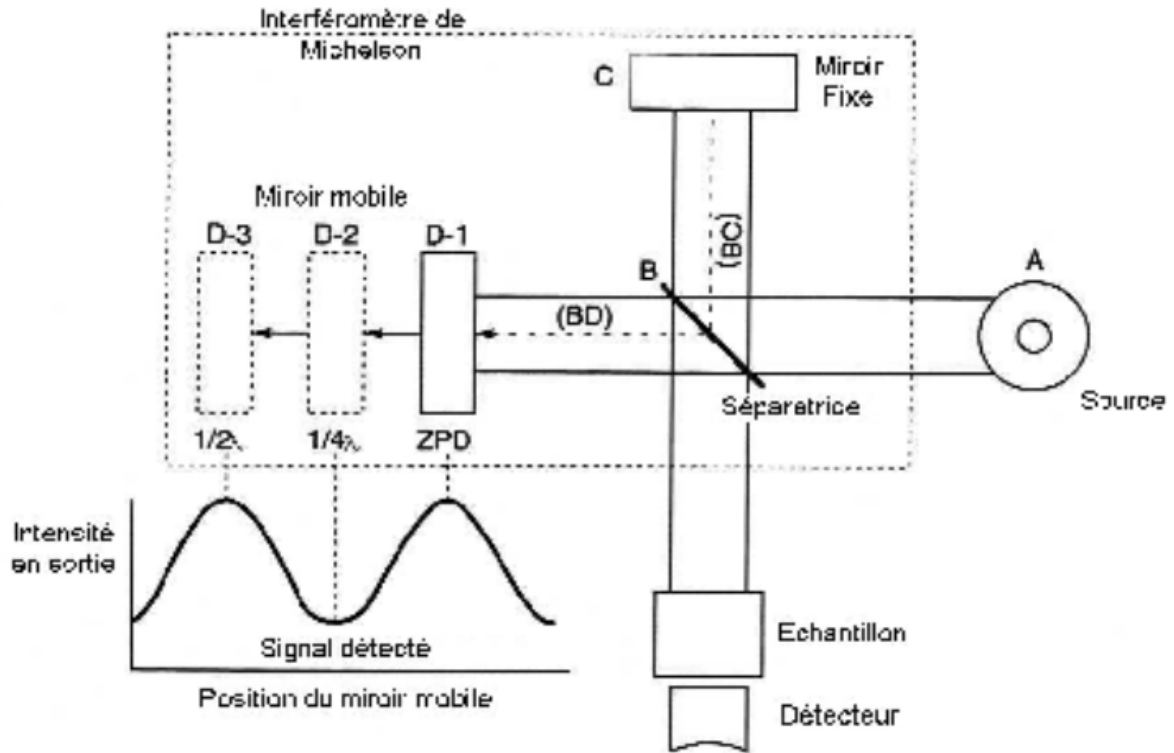 Interféromètre de
Michelson
C
Miroir
Fixe
Miroir mobile
D-3 D-2 D-1
(BC)
B
A
(BD)
Séparatrice
Source
1/2λ 1/4λ ZPD
Intensité
en sortie
Signal détecté
Echantillon
Position du miroir mobile
Détecteur